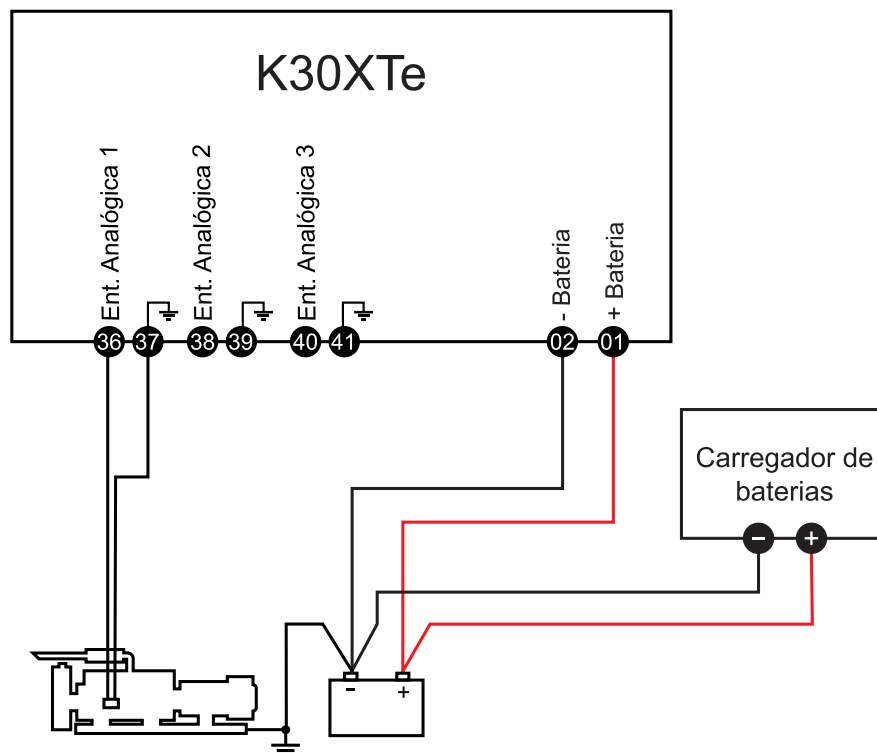 K30XTe
Ent. Analógica 1
Ent. Analógica 2
Ent. Analógica 3
- Bateria
+ Bateria
36
37
38
39
40
41
02
01
Carregador de
baterias
- +
- +